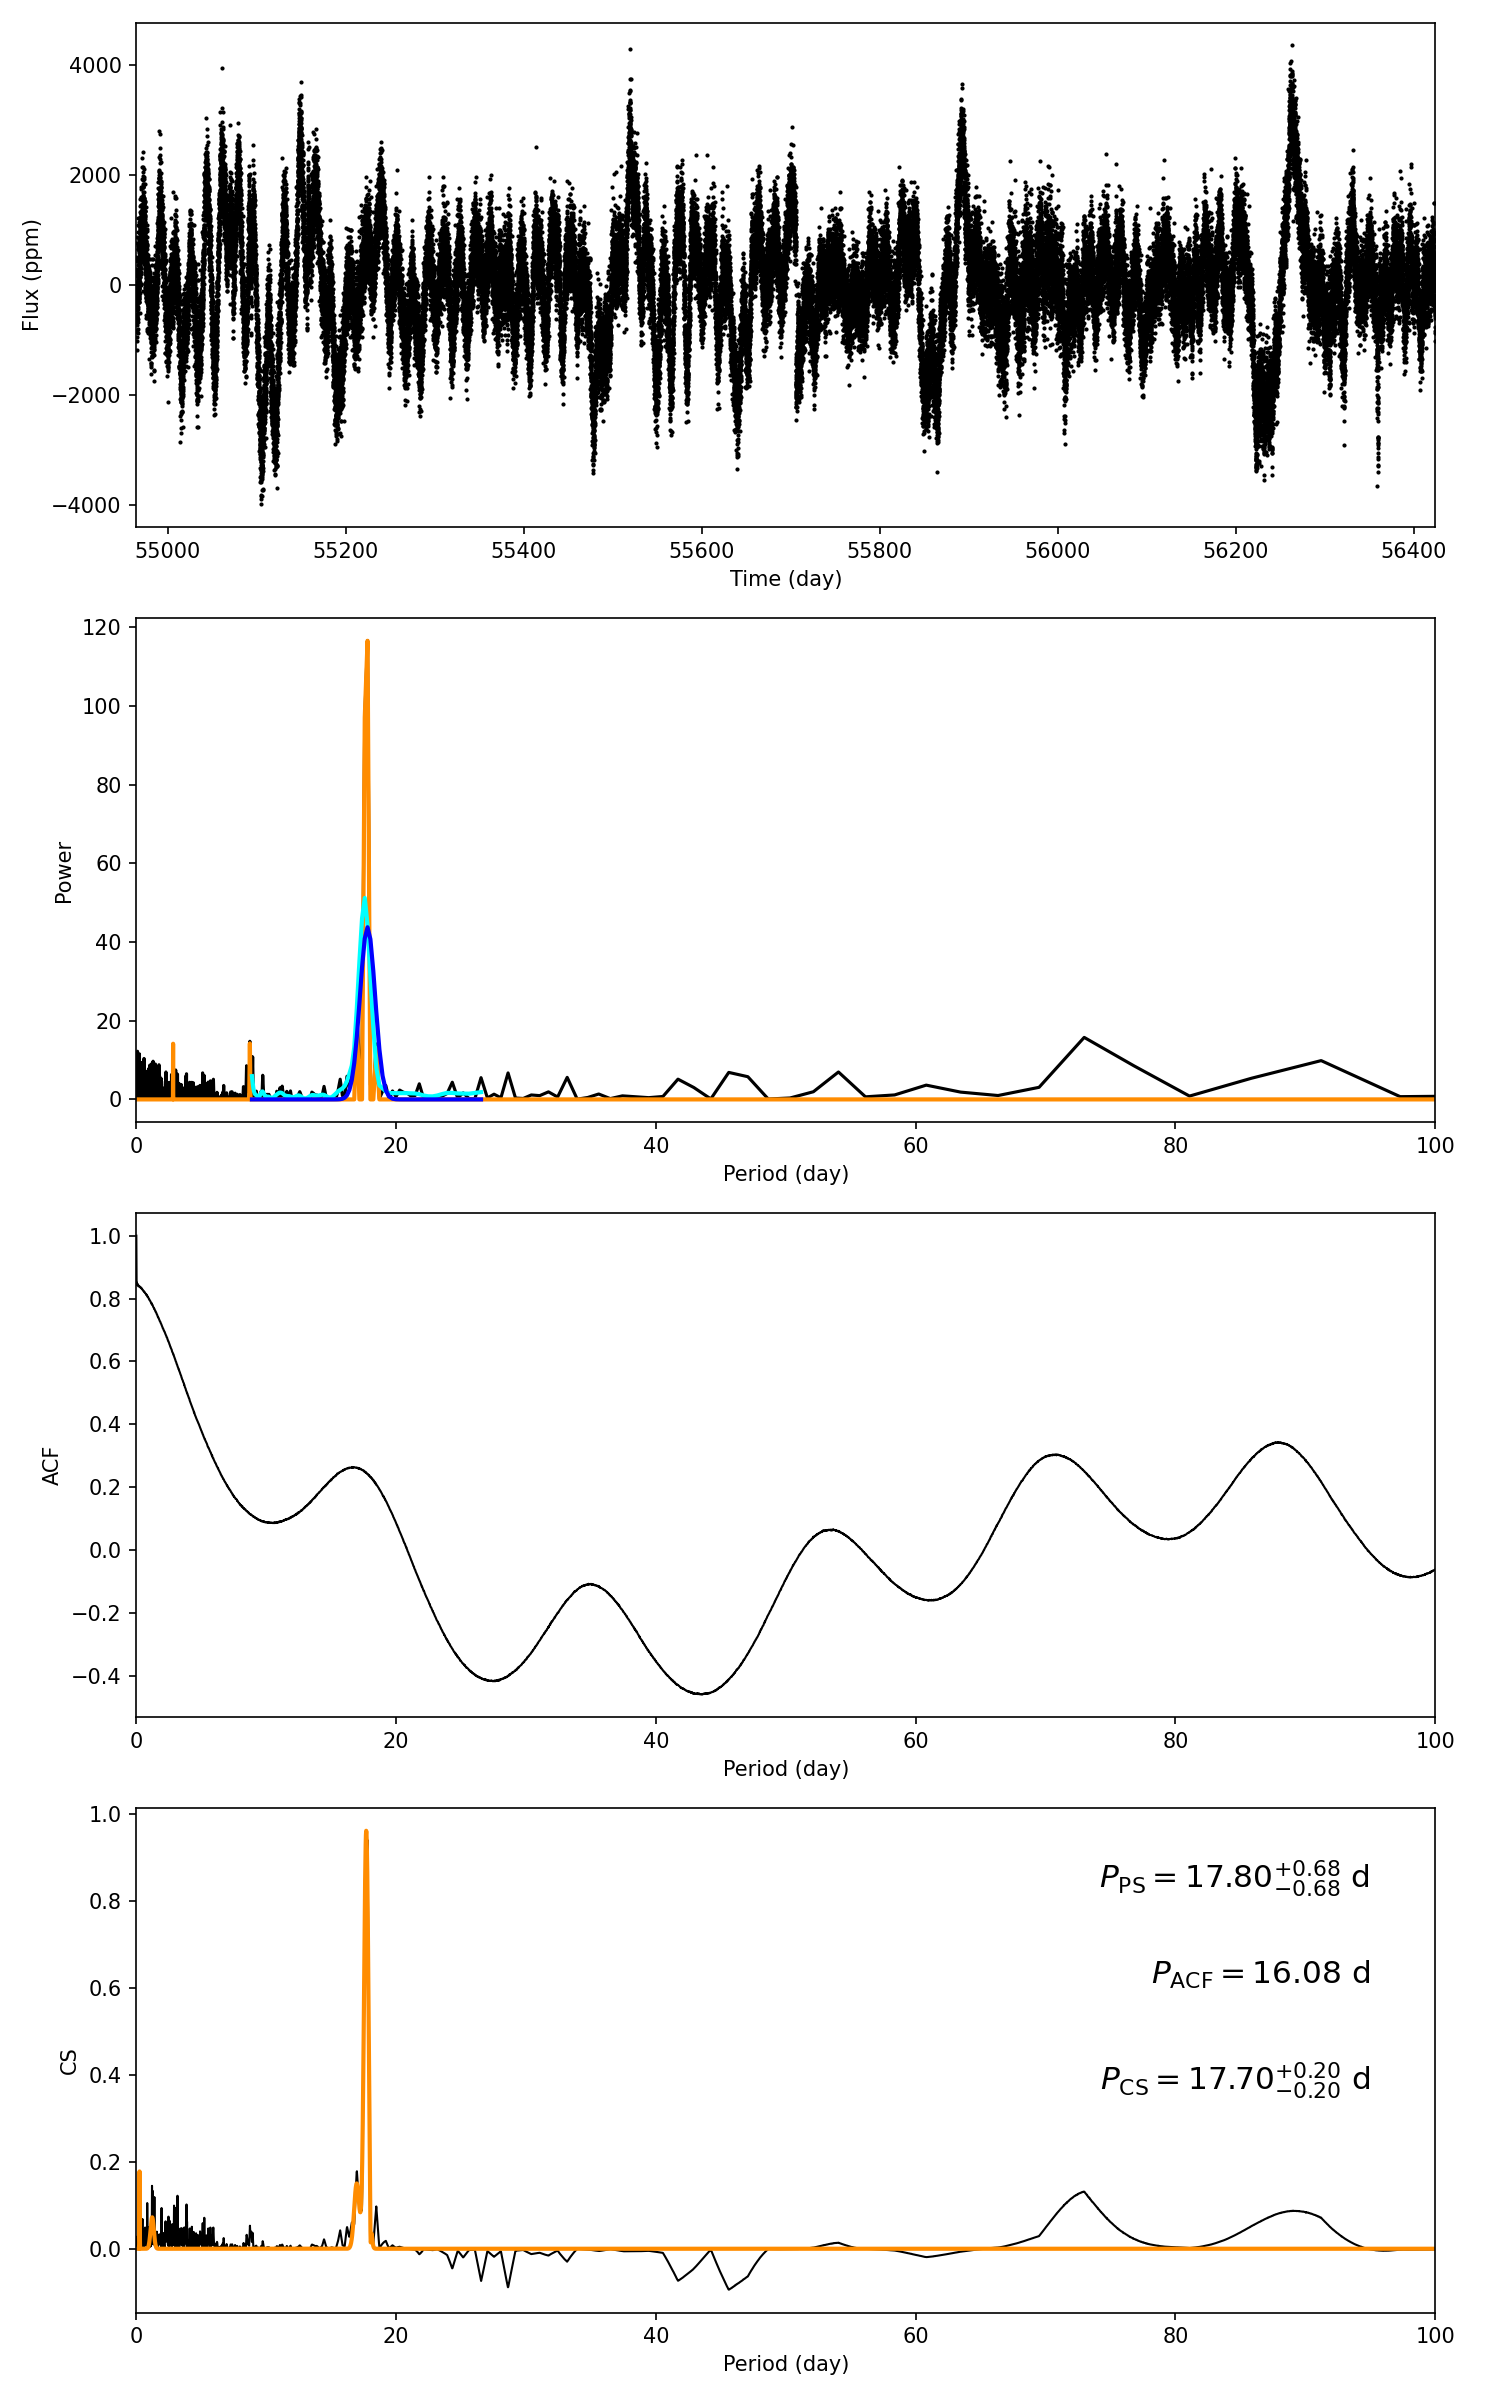 4000
2000
0
−2000
−4000
Flux (ppm)
55000 55200 55400 55600 55800 56000 56200 56400
Time (day)
120
100
80
60
40
20
0
Power
0 20 40 60 80 100
Period (day)
1.0
0.8
0.6
0.4
0.2
0.0
−0.2
−0.4
ACF
0 20 40 60 80 100
Period (day)
1.0
0.8
0.6
0.4
0.2
0.0
CS
P_PS = 17.80^{+0.68}_{−0.68} d
P_ACF = 16.08 d
P_CS = 17.70^{+0.20}_{−0.20} d
0 20 40 60 80 100
Period (day)